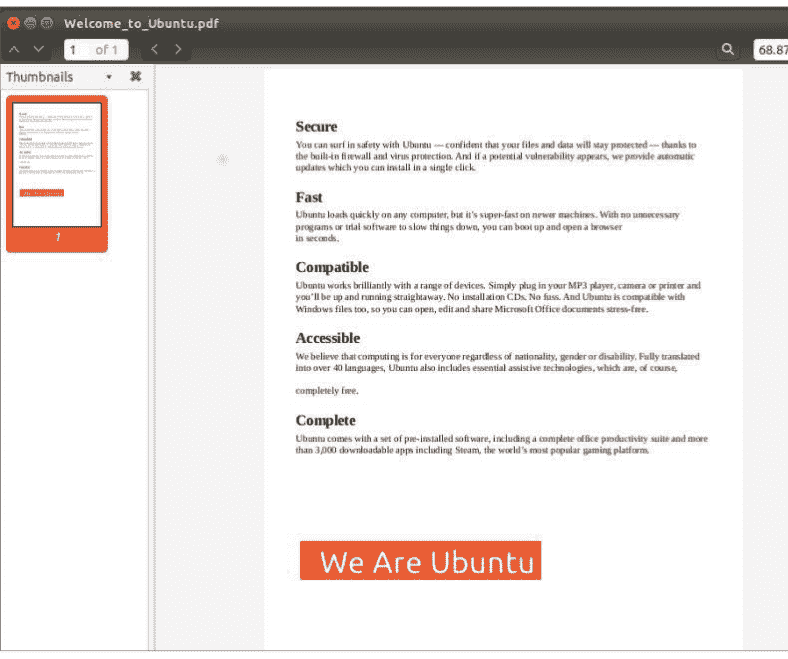 Welcome_to_Ubuntu.pdf
1 of 1
68.87
Thumbnails
1
Secure
You can surf in safety with Ubuntu — confident that your files and data will stay protected — thanks to
the built-in firewall and virus protection. And if a potential vulnerability appears, we provide automatic
updates which you can install in a single click.
Fast
Ubuntu loads quickly on any computer, but it's super-fast on newer machines. With no unnecessary
programs or trial software to slow things down, you can boot up and open a browser
in seconds.
Compatible
Ubuntu works brilliantly with a range of devices. Simply plug in your MP3 player, camera or printer and
you'll be up and running straightaway. No installation CDs. No fuss. And Ubuntu is compatible with
Windows files too, so you can open, edit and share Microsoft Office documents stress-free.
Accessible
We believe that computing is for everyone regardless of nationality, gender or disability. Fully translated
into over 40 languages, Ubuntu also includes essential assistive technologies, which are, of course,
completely free.
Complete
Ubuntu comes with a set of pre-installed software, including a complete office productivity suite and more
than 3,000 downloadable apps including Steam, the world's most popular gaming platform.
We Are Ubuntu